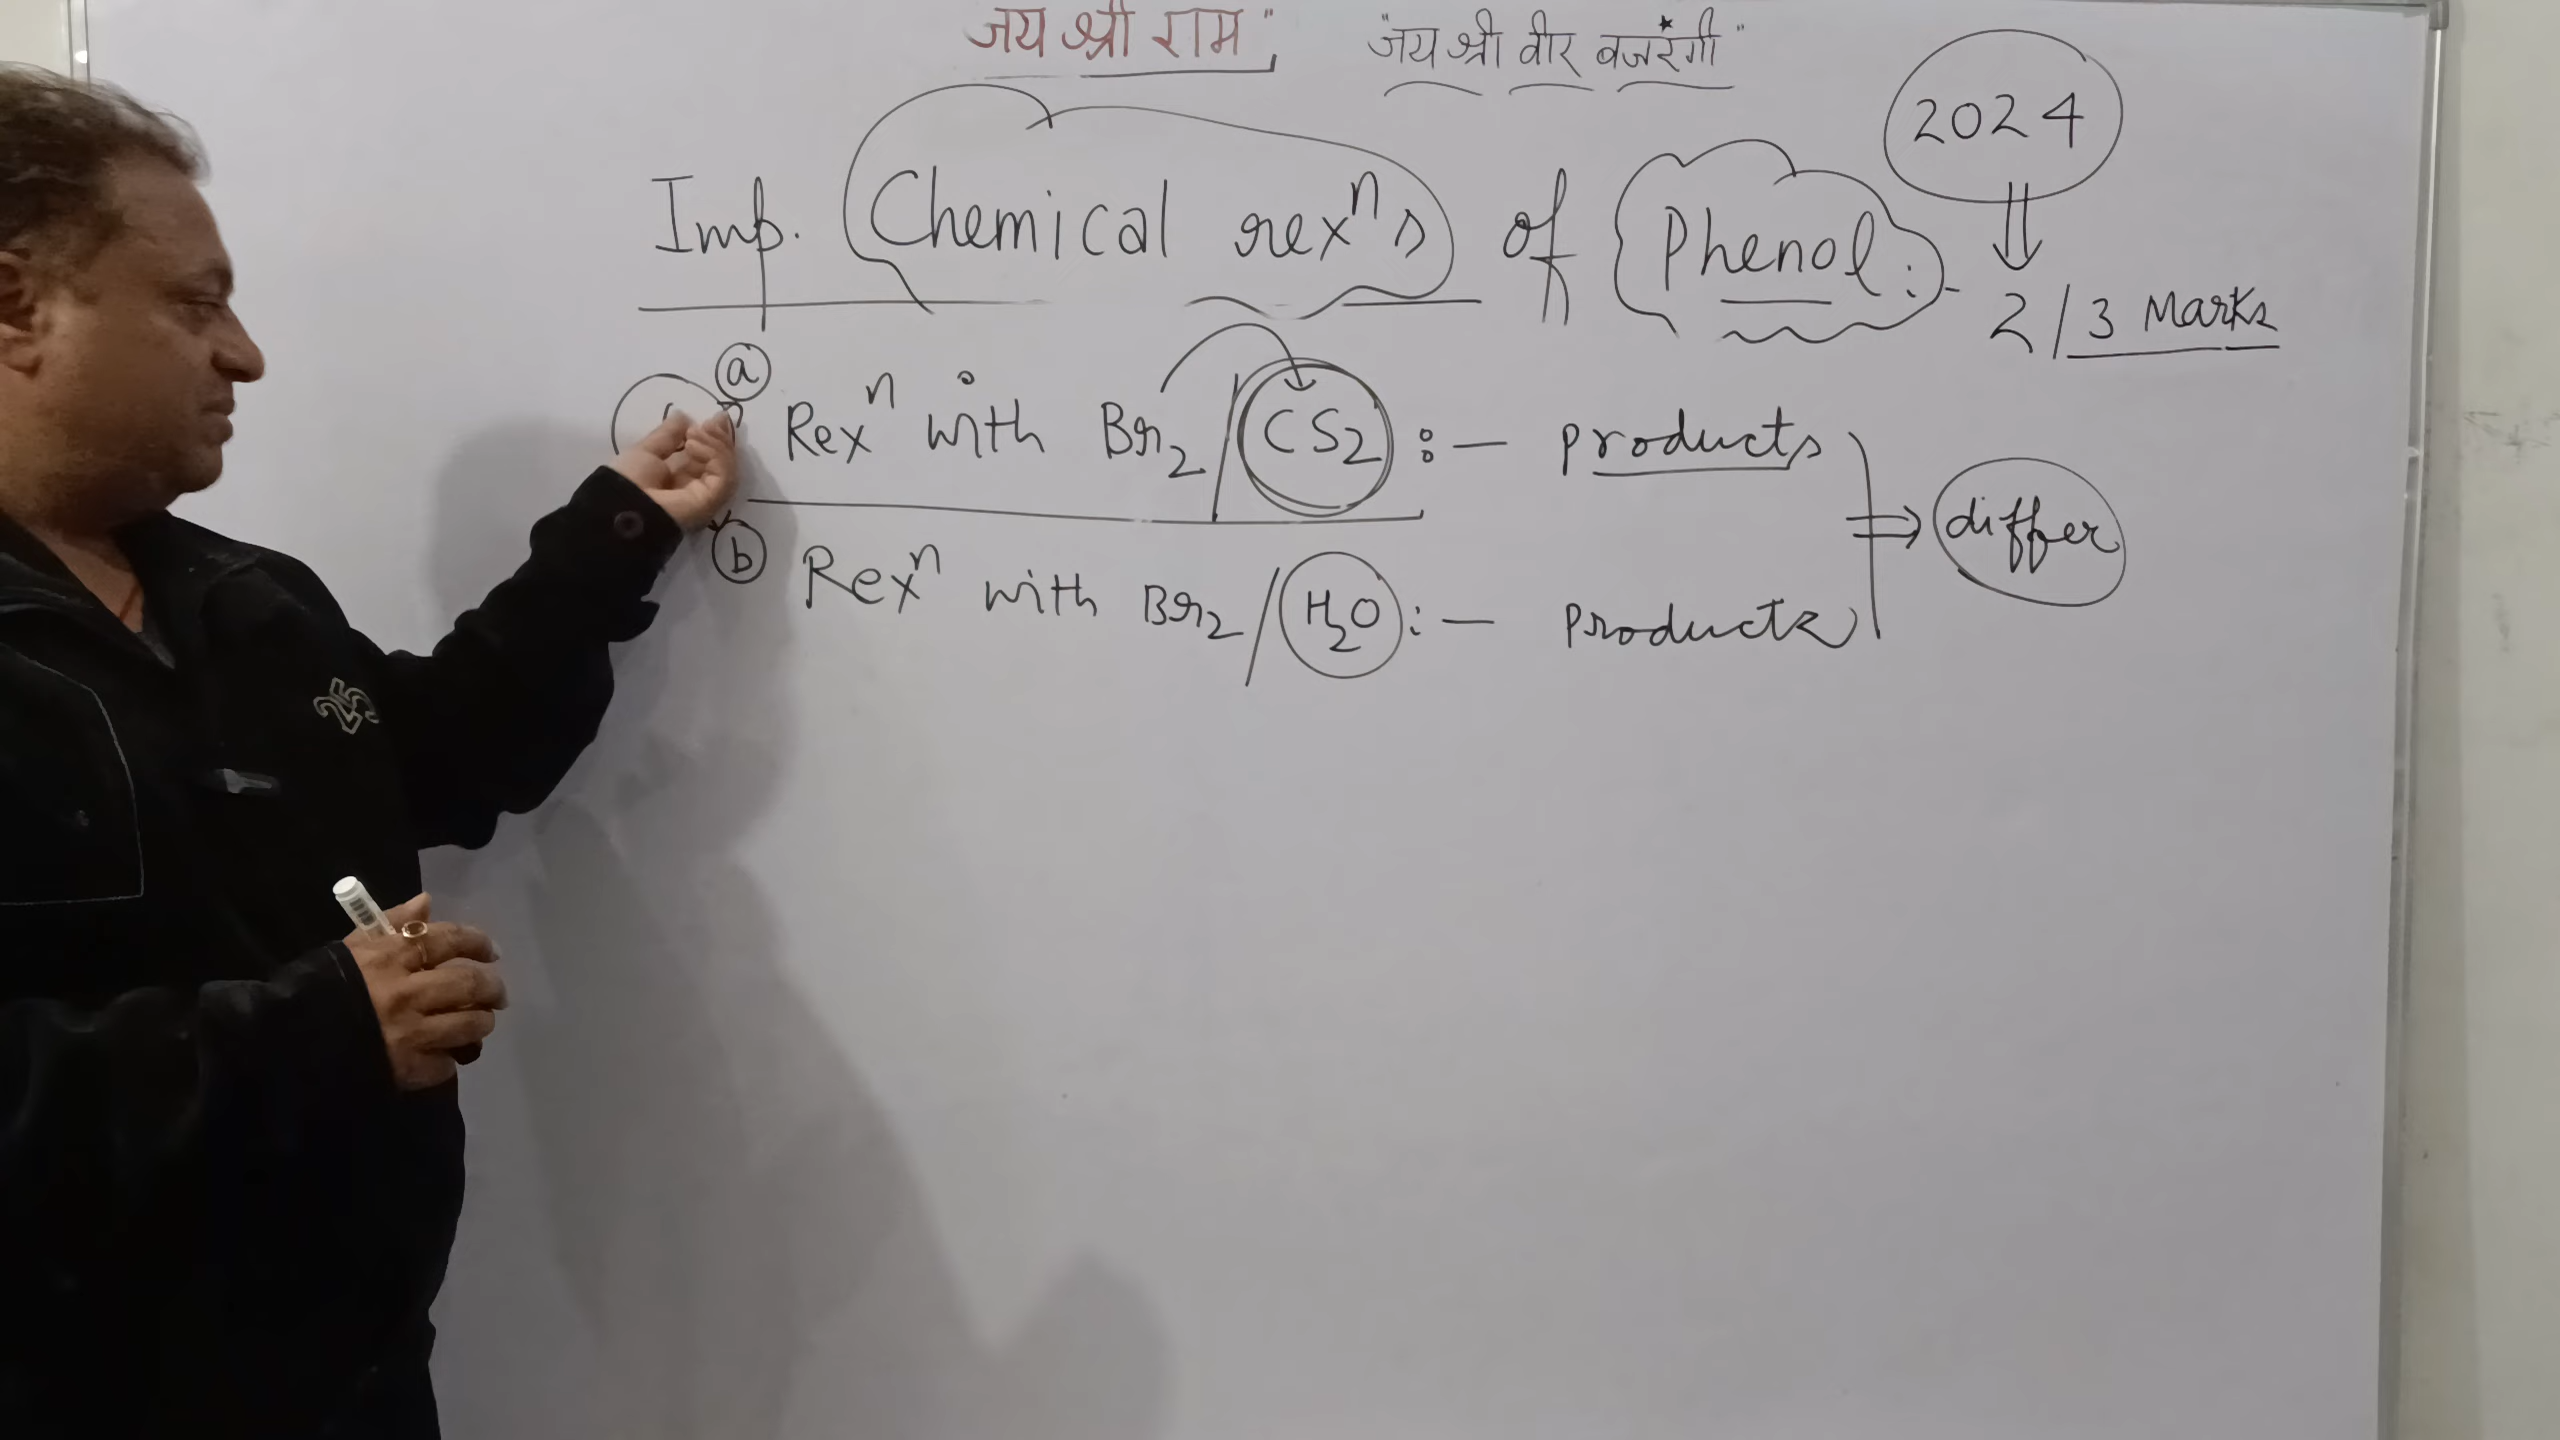 जय श्री राम" "जय श्री वीर बजरंगी"
2024
Imp. Chemical rexⁿs of Phenol:-
2/3 Marks
(a) Rexⁿ with Br₂/CS₂ :— products
differ
(b) Rexⁿ with Br₂/H₂O :— Products
25